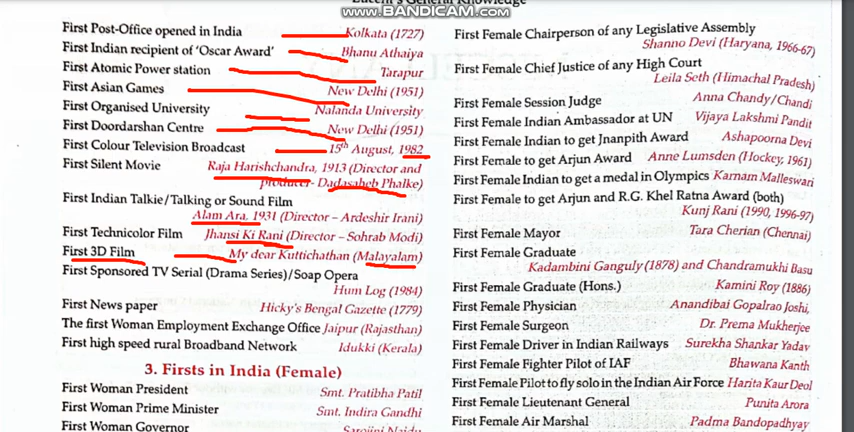 Lucent's General Knowledge
www.BANDICAM.com
First Post-Office opened in India Kolkata (1727)
First Indian recipient of 'Oscar Award' Bhanu Athaiya
First Atomic Power station Tarapur
First Asian Games New Delhi (1951)
First Organised University Nalanda University
First Doordarshan Centre New Delhi (1951)
First Colour Television Broadcast 15th August, 1982
First Silent Movie Raja Harishchandra, 1913 (Director and
producer- Dadasaheb Phalke)
First Indian Talkie/Talking or Sound Film
Alam Ara, 1931 (Director – Ardeshir Irani)
First Technicolor Film Jhansi Ki Rani (Director – Sohrab Modi)
First 3D Film My dear Kuttichathan (Malayalam)
First Sponsored TV Serial (Drama Series)/Soap Opera
Hum Log (1984)
First News paper Hicky's Bengal Gazette (1779)
The first Woman Employment Exchange Office Jaipur (Rajasthan)
First high speed rural Broadband Network Idukki (Kerala)
3. Firsts in India (Female)
First Woman President Smt. Pratibha Patil
First Woman Prime Minister Smt. Indira Gandhi
First Woman Governor Sarojini Naidu
First Female Chairperson of any Legislative Assembly
Shanno Devi (Haryana, 1966-67)
First Female Chief Justice of any High Court
Leila Seth (Himachal Pradesh)
First Female Session Judge Anna Chandy/Chandi
First Female Indian Ambassador at UN Vijaya Lakshmi Pandit
First Female Indian to get Jnanpith Award Ashapoorna Devi
First Female to get Arjun Award Anne Lumsden (Hockey, 1961)
First Female Indian to get a medal in Olympics Karnam Malleswari
First Female to get Arjun and R.G. Khel Ratna Award (both)
Kunj Rani (1990, 1996-97)
First Female Mayor Tara Cherian (Chennai)
First Female Graduate
Kadambini Ganguly (1878) and Chandramukhi Basu
First Female Graduate (Hons.) Kamini Roy (1886)
First Female Physician Anandibai Gopalrao Joshi,
First Female Surgeon Dr. Prema Mukherjee
First Female Driver in Indian Railways Surekha Shankar Yadav
First Female Fighter Pilot of IAF Bhawana Kanth
First Female Pilot to fly solo in the Indian Air Force Harita Kaur Deol
First Female Lieutenant General Punita Arora
First Female Air Marshal Padma Bandopadhyay